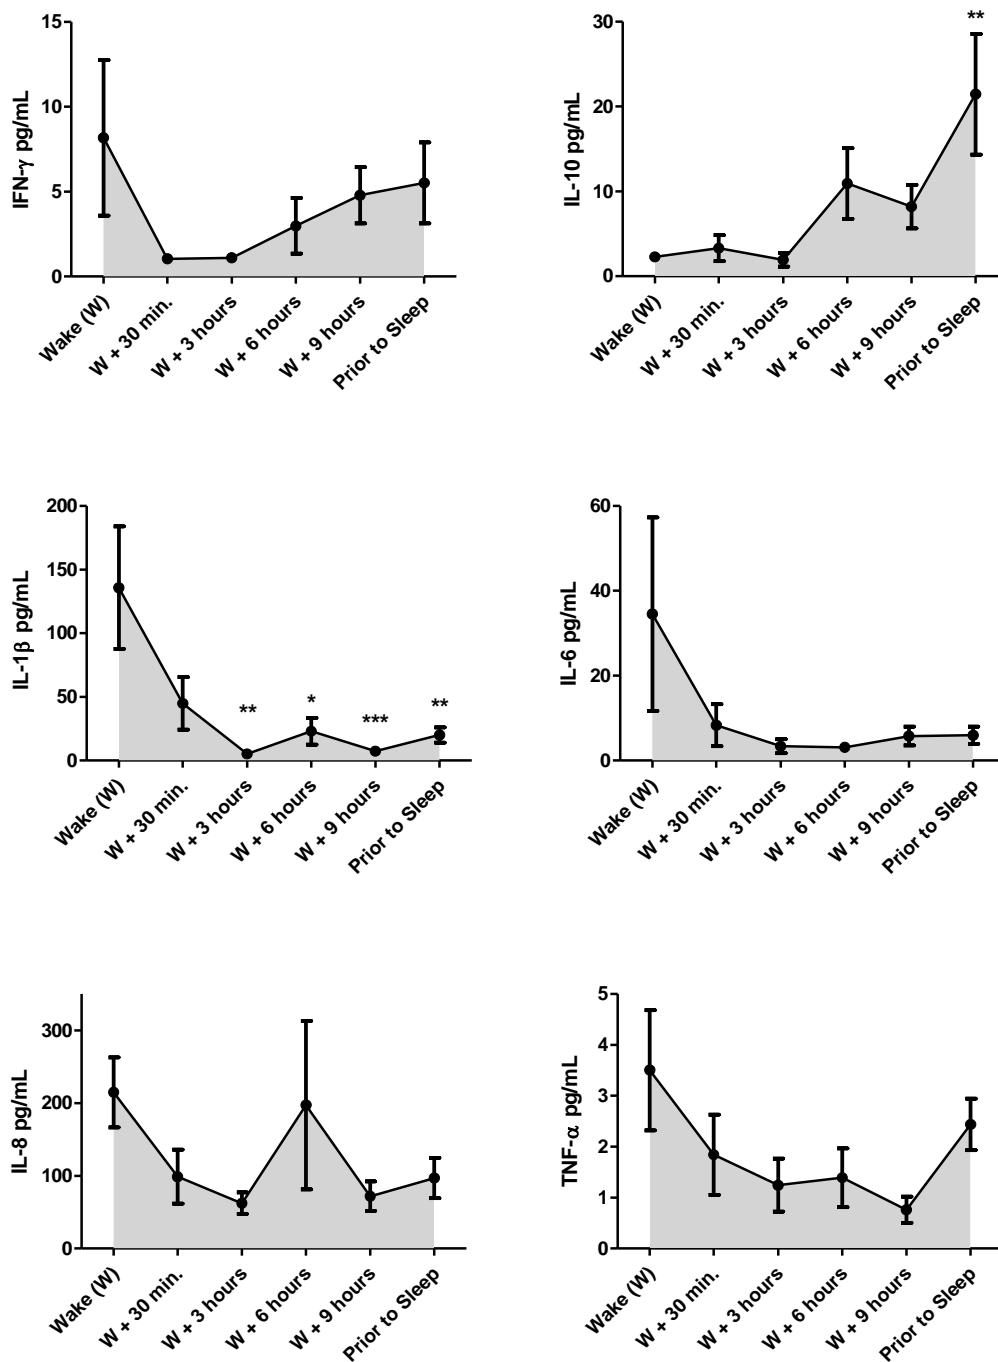 15
10
5
0
IFN-γ pg/mL
Wake (W)
W + 30 min.
W + 3 hours
W + 6 hours
W + 9 hours
Prior to Sleep
**
30
20
10
0
IL-10 pg/mL
Wake (W)
W + 30 min.
W + 3 hours
W + 6 hours
W + 9 hours
Prior to Sleep
200
150
100
50
0
IL-1β pg/mL
**
*
***
**
Wake (W)
W + 30 min.
W + 3 hours
W + 6 hours
W + 9 hours
Prior to Sleep
60
40
20
0
IL-6 pg/mL
Wake (W)
W + 30 min.
W + 3 hours
W + 6 hours
W + 9 hours
Prior to Sleep
300
200
100
0
IL-8 pg/mL
Wake (W)
W + 30 min.
W + 3 hours
W + 6 hours
W + 9 hours
Prior to Sleep
5
4
3
2
1
0
TNF-α pg/mL
Wake (W)
W + 30 min.
W + 3 hours
W + 6 hours
W + 9 hours
Prior to Sleep